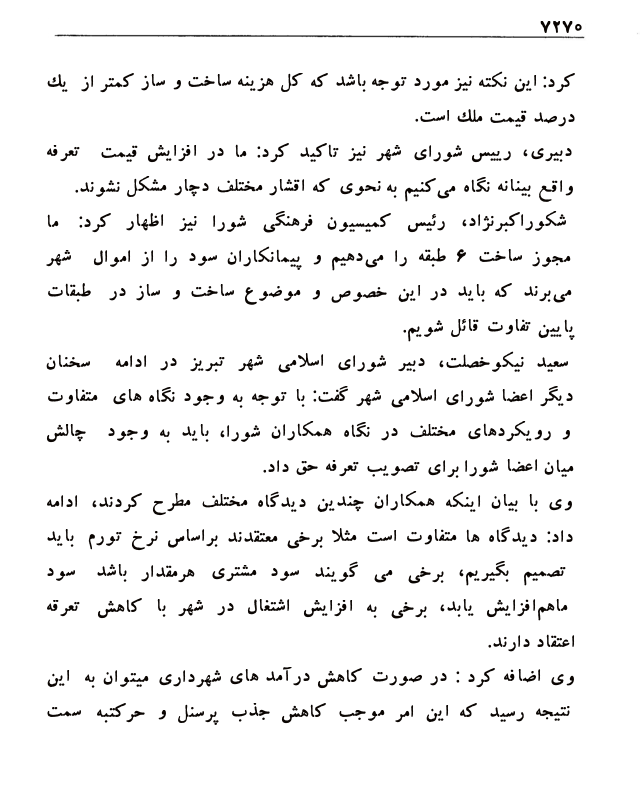 ۷۲۷۰
کرد: این نکته نیز مورد توجه باشد که کل هزینه ساخت و ساز کمتر از یك
درصد قیمت ملك است.
دبیری، رییس شورای شهر نیز تاکید کرد: ما در افزایش قیمت تعرفه
واقع بینانه نگاه می‌کنیم به نحوی که اقشار مختلف دچار مشکل نشوند.
شکوراکبرنژاد، رئیس کمیسیون فرهنگی شورا نیز اظهار کرد: ما
مجوز ساخت ۶ طبقه را می‌دهیم و پیمانکاران سود را از اموال شهر
می‌برند که باید در این خصوص و موضوع ساخت و ساز در طبقات
پایین تفاوت قائل شویم.
سعید نیکوخصلت، دبیر شورای اسلامی شهر تبریز در ادامه سخنان
دیگر اعضا شورای اسلامی شهر گفت: با توجه به وجود نگاه های متفاوت
و رویکردهای مختلف در نگاه همکاران شورا، باید به وجود چالش
میان اعضا شورا برای تصویب تعرفه حق داد.
وی با بیان اینکه همکاران چندین دیدگاه مختلف مطرح کردند، ادامه
داد: دیدگاه ها متفاوت است مثلا برخی معتقدند براساس نرخ تورم باید
تصمیم بگیریم، برخی می گویند سود مشتری هرمقدار باشد سود
ماهم‌افزایش یابد، برخی به افزایش اشتغال در شهر با کاهش تعرقه
اعتقاد دارند.
وی اضافه کرد : در صورت کاهش درآمد های شهرداری میتوان به این
نتیجه رسید که این امر موجب کاهش جذب پرسنل و حرکتبه سمت